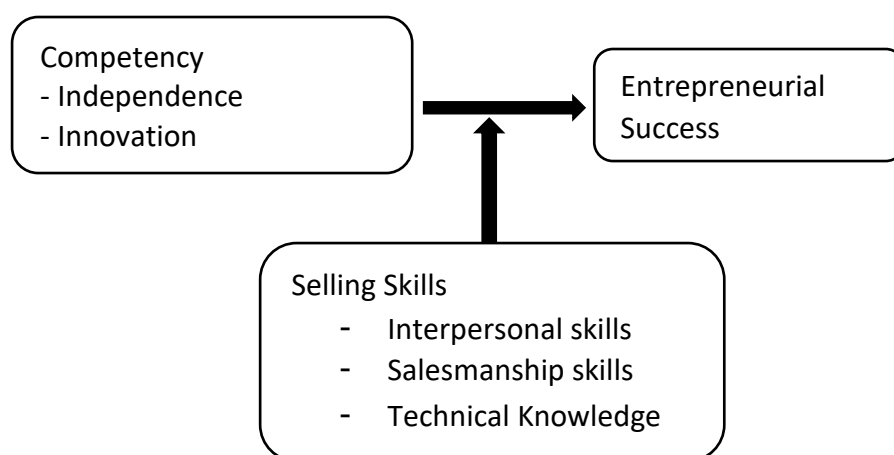 Competency
- Independence
- Innovation
Entrepreneurial
Success
Selling Skills
- Interpersonal skills
- Salesmanship skills
- Technical Knowledge